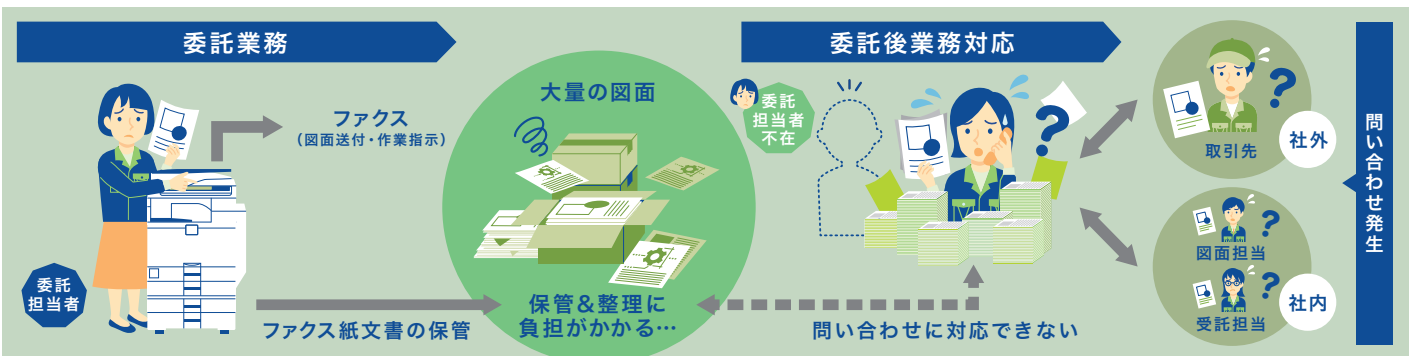 委託業務
ファクス
（図面送付・作業指示）
委託
担当者
ファクス紙文書の保管
大量の図面
保管＆整理に
負担がかかる…
委託後業務対応
委託
担当者
不在
?
問い合わせに対応できない
?
取引先
社外
?
図面担当
?
受託担当
社内
問い合わせ発生